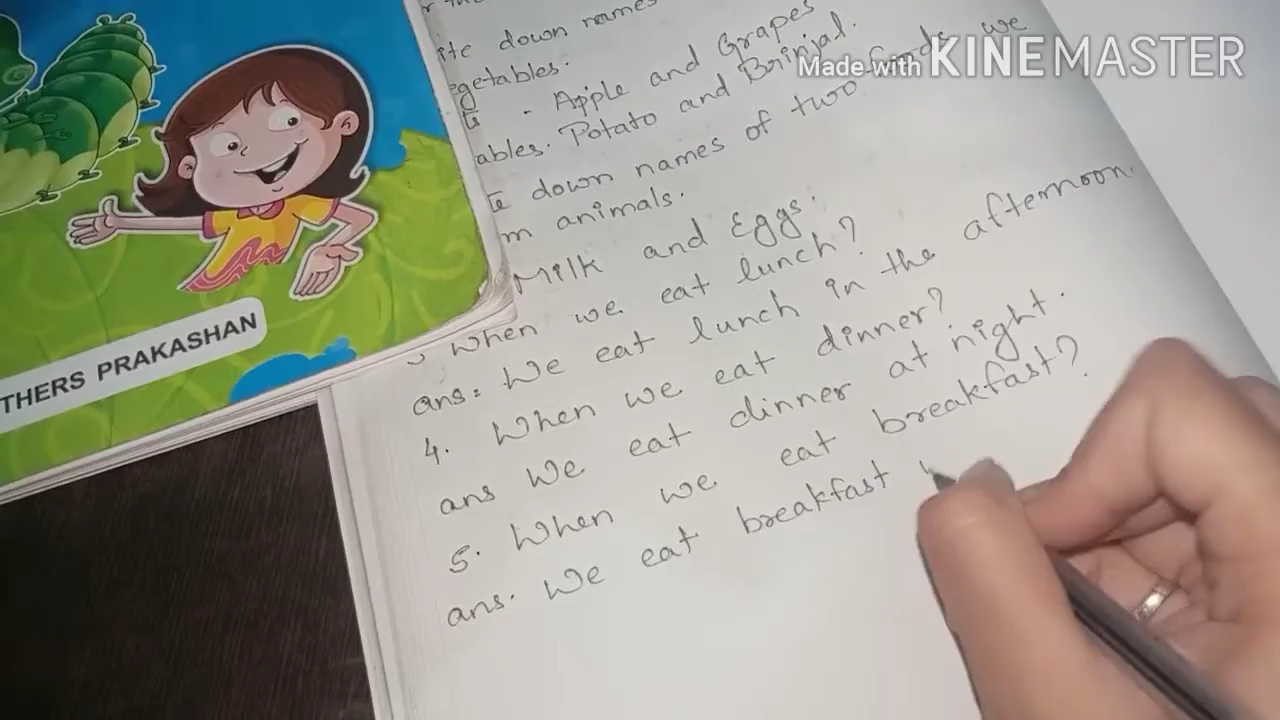 ite down names
egetables.
- Apple and Grapes
ables. Potato and Brinjal.
down names of two foods we
m animals.
Milk and Eggs.
When we eat lunch?
ans: We eat lunch in the afternoon.
4. When we eat dinner?
ans We eat dinner at night.
5. When we eat breakfast?
ans. We eat breakfast
THERS PRAKASHAN
Made with KINEMASTER